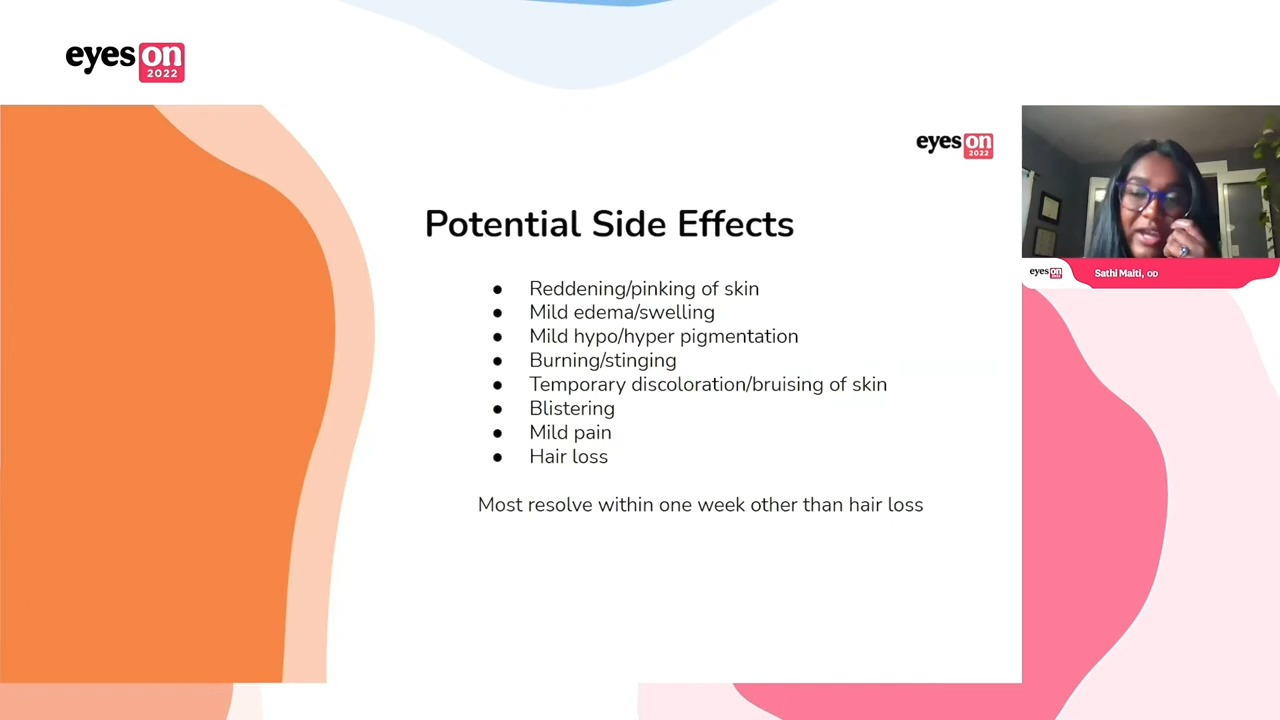 eyes on
2022
eyes on
2022
Potential Side Effects
● Reddening/pinking of skin
● Mild edema/swelling
● Mild hypo/hyper pigmentation
● Burning/stinging
● Temporary discoloration/bruising of skin
● Blistering
● Mild pain
● Hair loss
Most resolve within one week other than hair loss
eyes on
2022
Sathi Maiti, OD